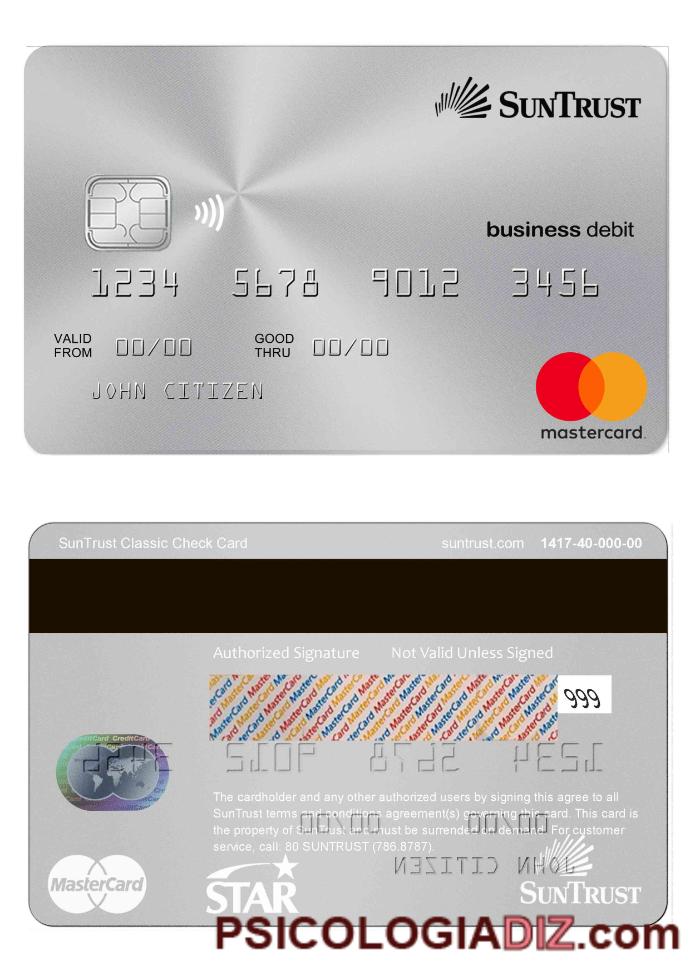 SUNTRUST
business debit
1234 5678 9012 3456
VALID FROM 00/00 GOOD THRU 00/00
JOHN CITIZEN
mastercard.
SunTrust Classic Check Card suntrust.com 1417-40-000-00
Authorized Signature Not Valid Unless Signed
MasterCard MasterCard MasterCard
999
The cardholder and any other authorized users by signing this agree to all
SunTrust terms and conditions agreement(s) governing this card. This card is
the property of SunTrust and must be surrended on demand. For customer
service, call: 80 SUNTRUST (786.8787).
MasterCard
STAR
SUNTRUST
PSICOLOGIADIZ.com